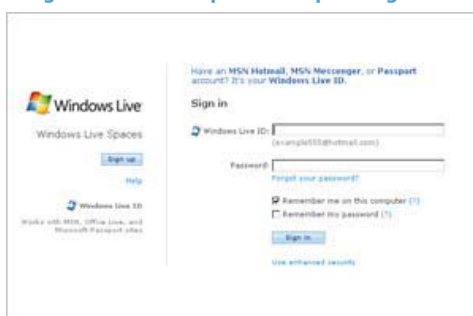 Have an MSN Hotmail, MSN Messenger, or Passport
account? It's your Windows Live ID.
Windows Live
Windows Live Spaces
Sign up
Help
Windows Live ID
Works with MSN, Office Live, and
Microsoft Passport sites
Sign in
Windows Live ID:
(example555@hotmail.com)
Password:
Forgot your password?
Remember me on this computer (?)
Remember my password (?)
Sign in
Use enhanced security